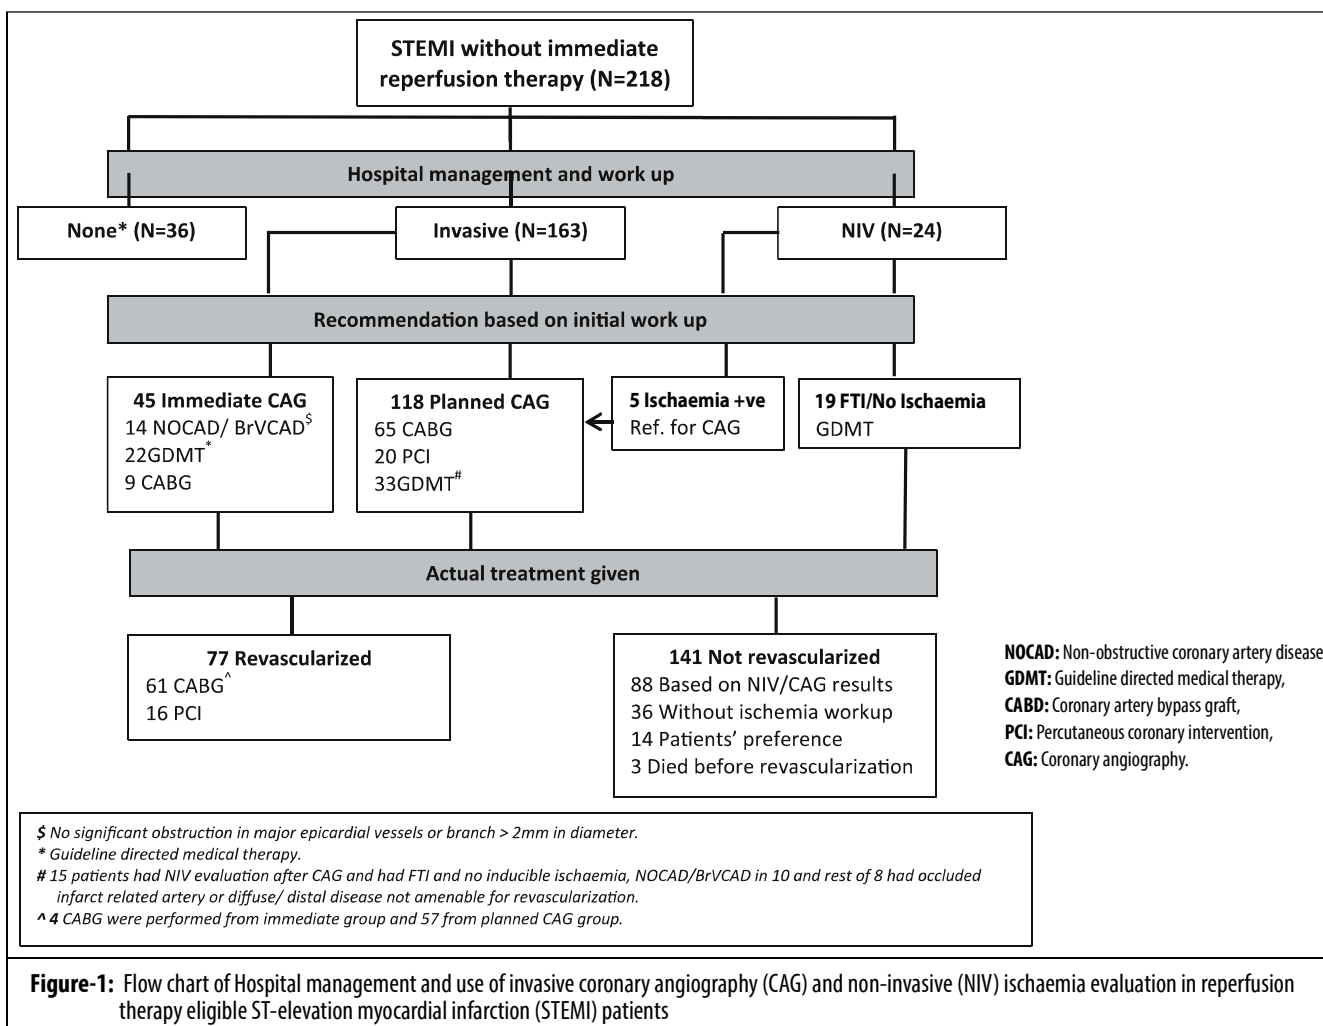 STEMI without immediate
reperfusion therapy (N=218)
Hospital management and work up
None* (N=36)
Invasive (N=163)
NIV (N=24)
Recommendation based on initial work up
45 Immediate CAG
14 NOCAD/ BrVCAD$
22GDMT*
9 CABG
118 Planned CAG
65 CABG
20 PCI
33GDMT#
5 Ischaemia +ve
Ref. for CAG
19 FTI/No Ischaemia
GDMT
Actual treatment given
77 Revascularized
61 CABG^
16 PCI
141 Not revascularized
88 Based on NIV/CAG results
36 Without ischemia workup
14 Patients' preference
3 Died before revascularization
NOCAD: Non-obstructive coronary artery disease
GDMT: Guideline directed medical therapy,
CABD: Coronary artery bypass graft,
PCI: Percutaneous coronary intervention,
CAG: Coronary angiography.
$ No significant obstruction in major epicardial vessels or branch > 2mm in diameter.
* Guideline directed medical therapy.
# 15 patients had NIV evaluation after CAG and had FTI and no inducible ischaemia, NOCAD/BrVCAD in 10 and rest of 8 had occluded
infarct related artery or diffuse/ distal disease not amenable for revascularization.
^ 4 CABG were performed from immediate group and 57 from planned CAG group.
Figure-1: Flow chart of Hospital management and use of invasive coronary angiography (CAG) and non-invasive (NIV) ischaemia evaluation in reperfusion
therapy eligible ST-elevation myocardial infarction (STEMI) patients